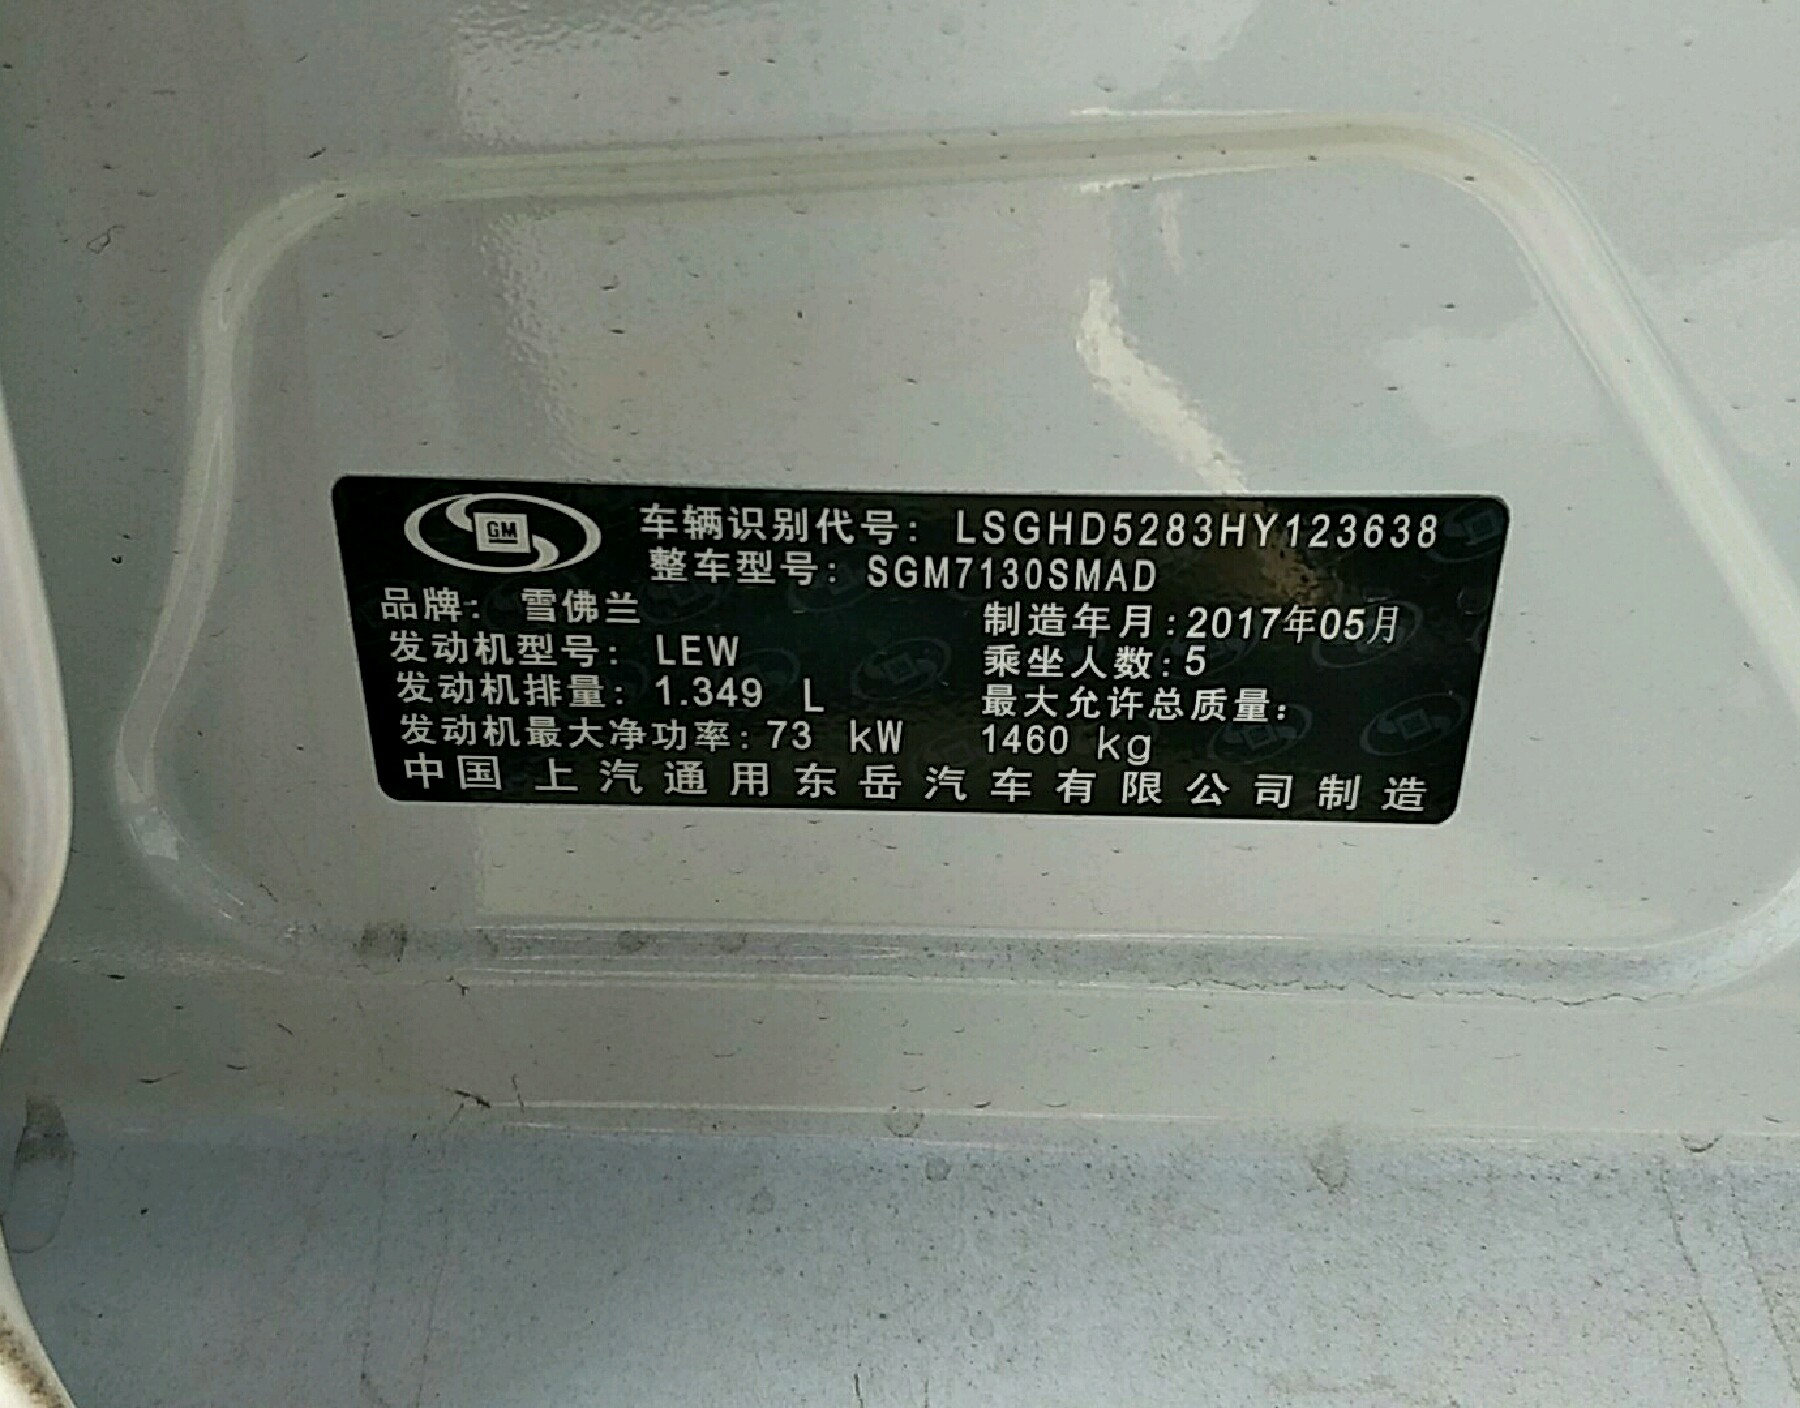 GM
车辆识别代号: LSGHD5283HY123638
整车型号: SGM7130SMAD
品牌: 雪佛兰
制造年月:2017年05月
发动机型号: LEW
乘坐人数:5
发动机排量: 1.349 L
最大允许总质量:
发动机最大净功率:73 kW
1460 kg
中国 上汽通用东岳汽车有限公司制造